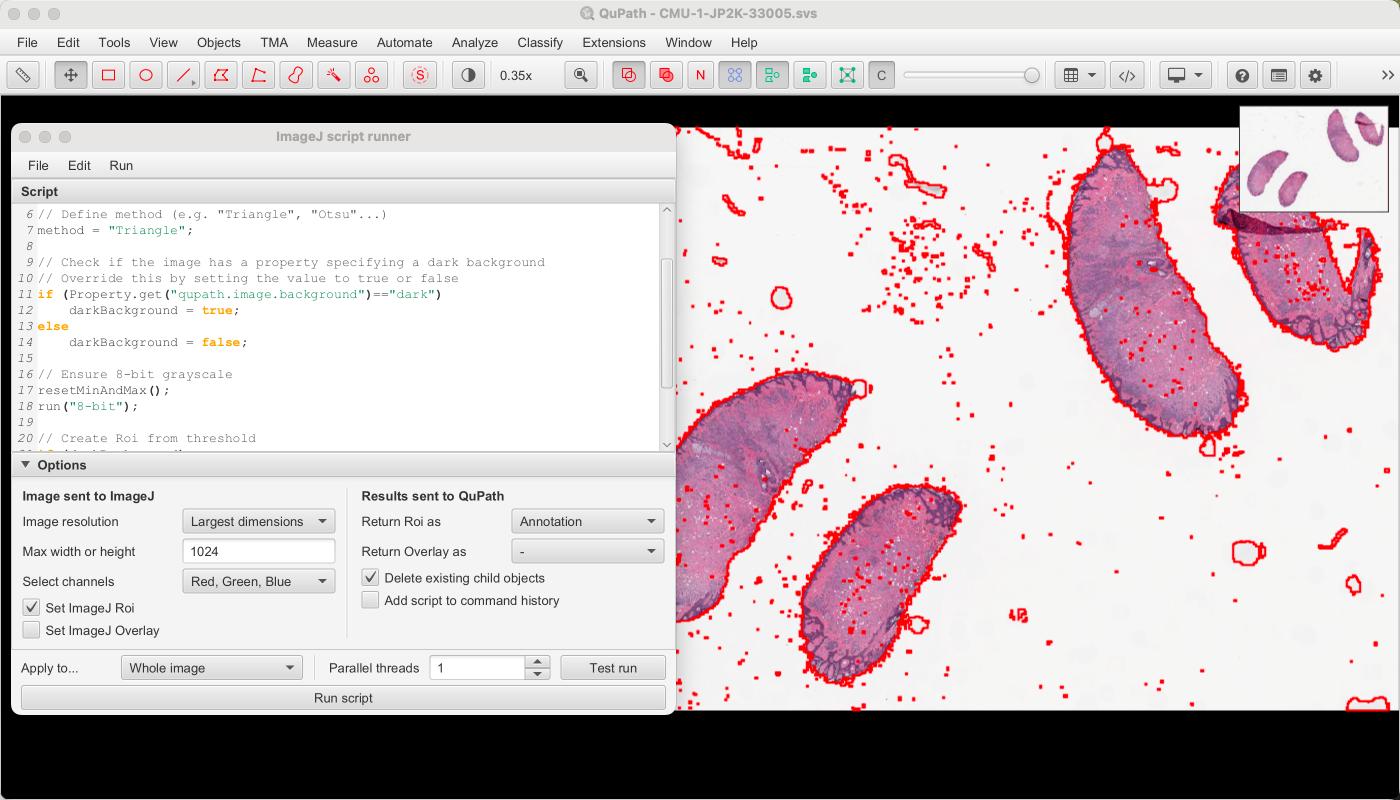 QuPath - CMU-1-JP2K-33005.svs
File Edit Tools View Objects TMA Measure Automate Analyze Classify Extensions Window Help
S 0.35x N C
ImageJ script runner
File Edit Run
Script
6 // Define method (e.g. "Triangle", "Otsu"...)
7 method = "Triangle";
8
9 // Check if the image has a property specifying a dark background
10 // Override this by setting the value to true or false
11 if (Property.get("qupath.image.background")=="dark")
12     darkBackground = true;
13 else
14     darkBackground = false;
15
16 // Ensure 8-bit grayscale
17 resetMinAndMax();
18 run("8-bit");
19
20 // Create Roi from threshold
Options
Image sent to ImageJ
Image resolution Largest dimensions
Max width or height 1024
Select channels Red, Green, Blue
Set ImageJ Roi
Set ImageJ Overlay
Results sent to QuPath
Return Roi as Annotation
Return Overlay as -
Delete existing child objects
Add script to command history
Apply to... Whole image Parallel threads 1 Test run
Run script